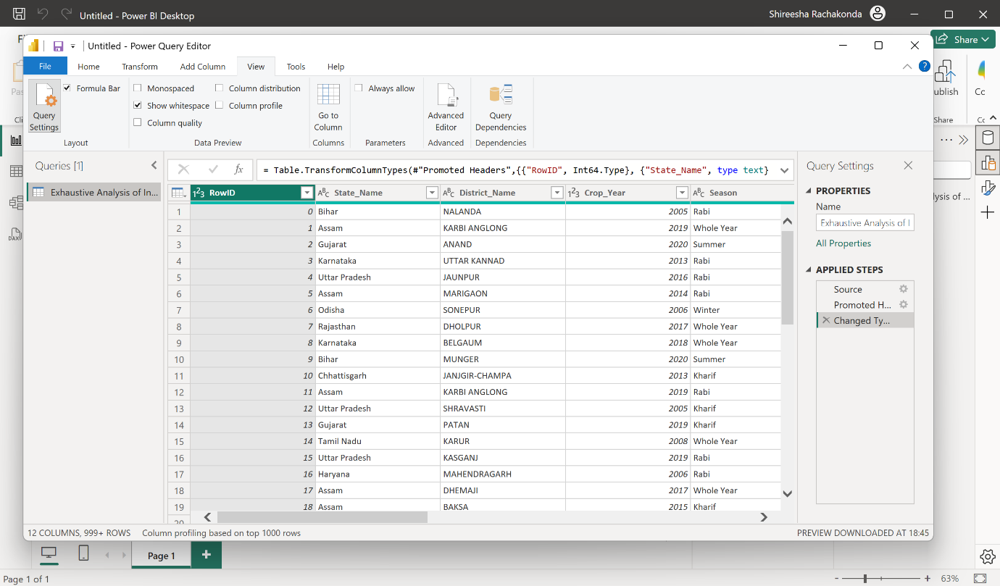 Untitled - Power BI Desktop
Shireesha Rachakonda
Untitled - Power Query Editor
Share
File Home Transform Add Column View Tools Help
Query Settings
Formula Bar
Layout
Monospaced
Show whitespace
Column quality
Column distribution
Column profile
Data Preview
Go to Column
Columns
Always allow
Parameters
Advanced Editor
Advanced
Query Dependencies
Dependencies
ublish
Share
Queries [1]
Exhaustive Analysis of In...
fx = Table.TransformColumnTypes(#"Promoted Headers",{{"RowID", Int64.Type}, {"State_Name", type text}
RowID State_Name District_Name Crop_Year Season
1 0 Bihar NALANDA 2005 Rabi
2 1 Assam KARBI ANGLONG 2019 Whole Year
3 2 Gujarat ANAND 2020 Summer
4 3 Karnataka UTTAR KANNAD 2013 Rabi
5 4 Uttar Pradesh JAUNPUR 2016 Rabi
6 5 Assam MARIGAON 2014 Rabi
7 6 Odisha SONEPUR 2006 Winter
8 7 Rajasthan DHOLPUR 2017 Whole Year
9 8 Karnataka BELGAUM 2018 Whole Year
10 9 Bihar MUNGER 2020 Summer
11 10 Chhattisgarh JANJGIR-CHAMPA 2013 Kharif
12 11 Assam KARBI ANGLONG 2019 Rabi
13 12 Uttar Pradesh SHRAVASTI 2005 Kharif
14 13 Gujarat PATAN 2019 Kharif
15 14 Tamil Nadu KARUR 2008 Whole Year
16 15 Uttar Pradesh KASGANJ 2019 Rabi
17 16 Haryana MAHENDRAGARH 2006 Rabi
18 17 Assam DHEMAJI 2017 Whole Year
19 18 Assam BAKSA 2015 Kharif
20
Query Settings
PROPERTIES
Name
Exhaustive Analysis of I
All Properties
APPLIED STEPS
Source
Promoted H...
Changed Ty...
lysis of ...
DAX
12 COLUMNS, 999+ ROWS Column profiling based on top 1000 rows
PREVIEW DOWNLOADED AT 18:45
Page 1
Page 1 of 1
63%